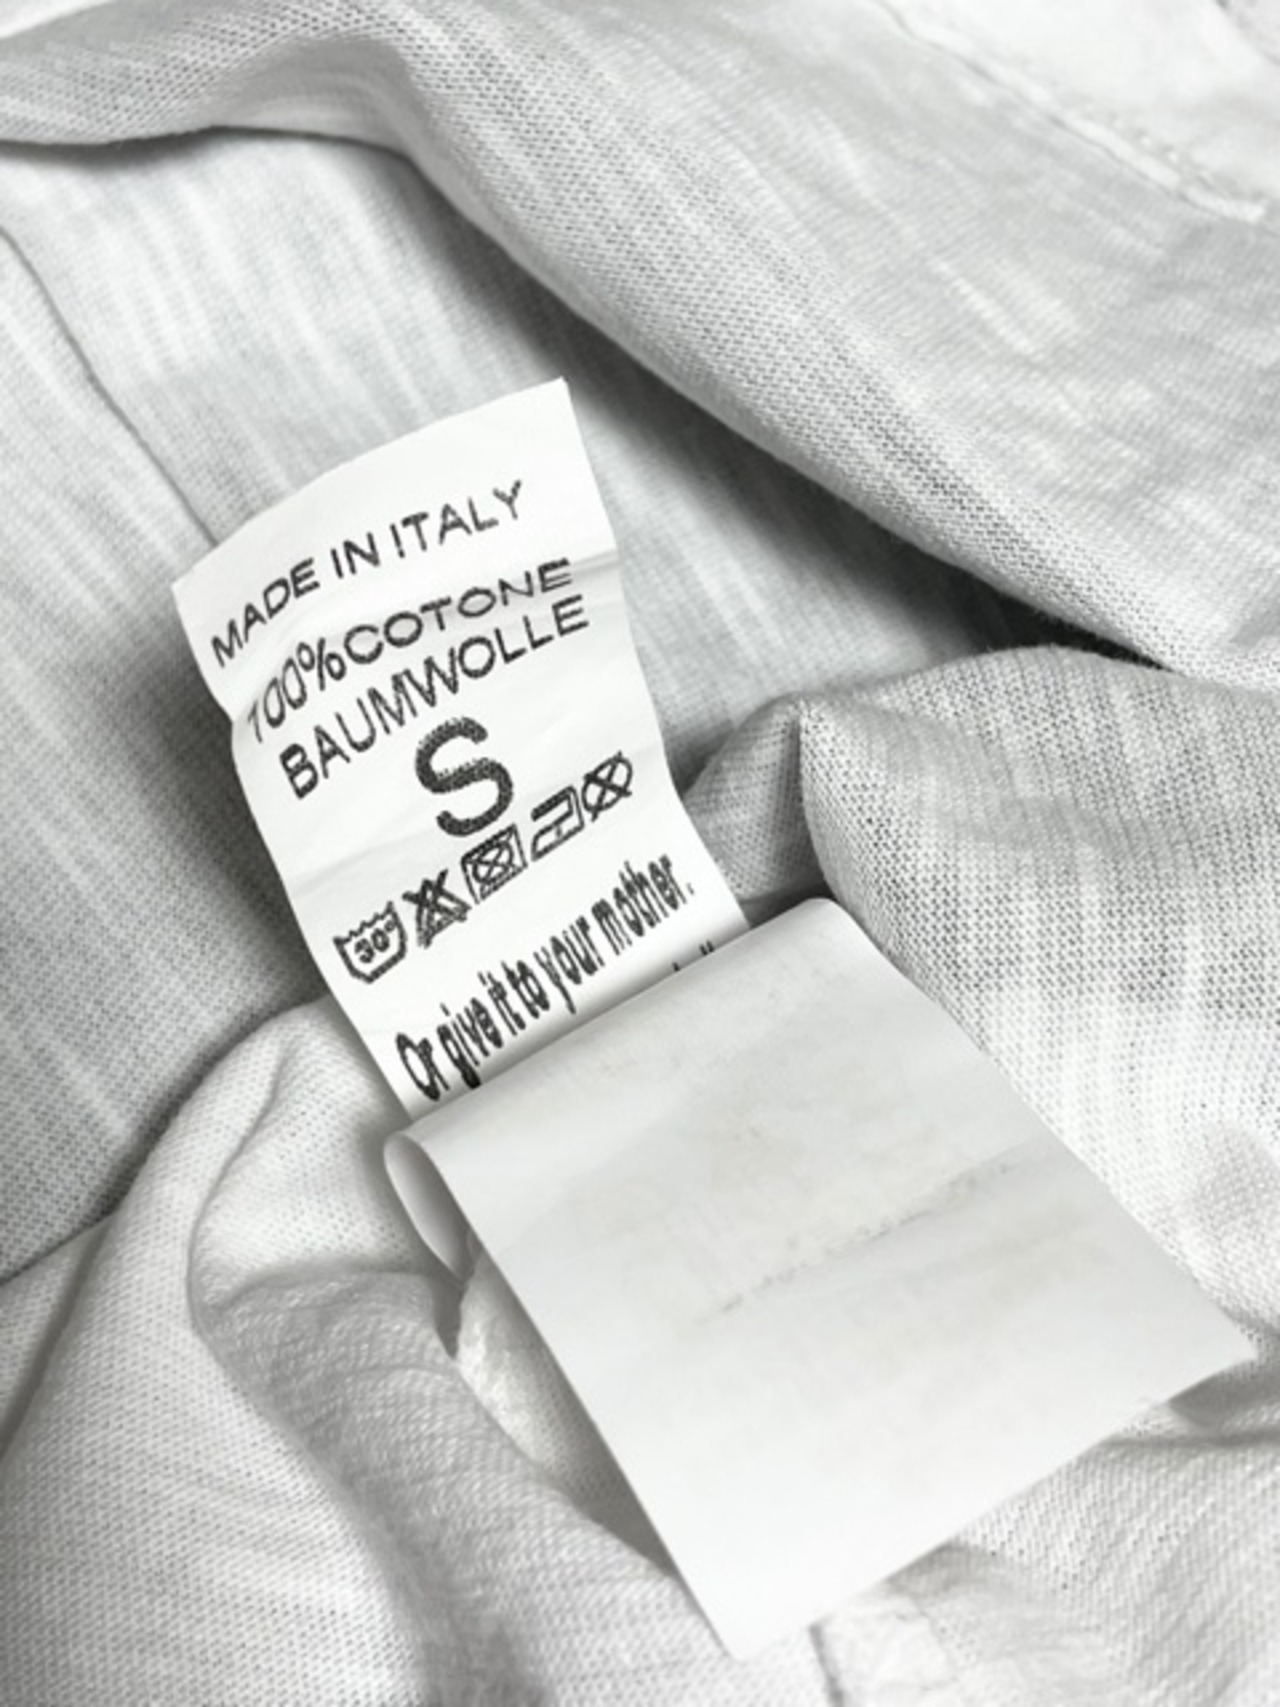 MADE IN ITALY
100%COTONE
BAUMWOLLE
S
30°
Or give it to your mother.